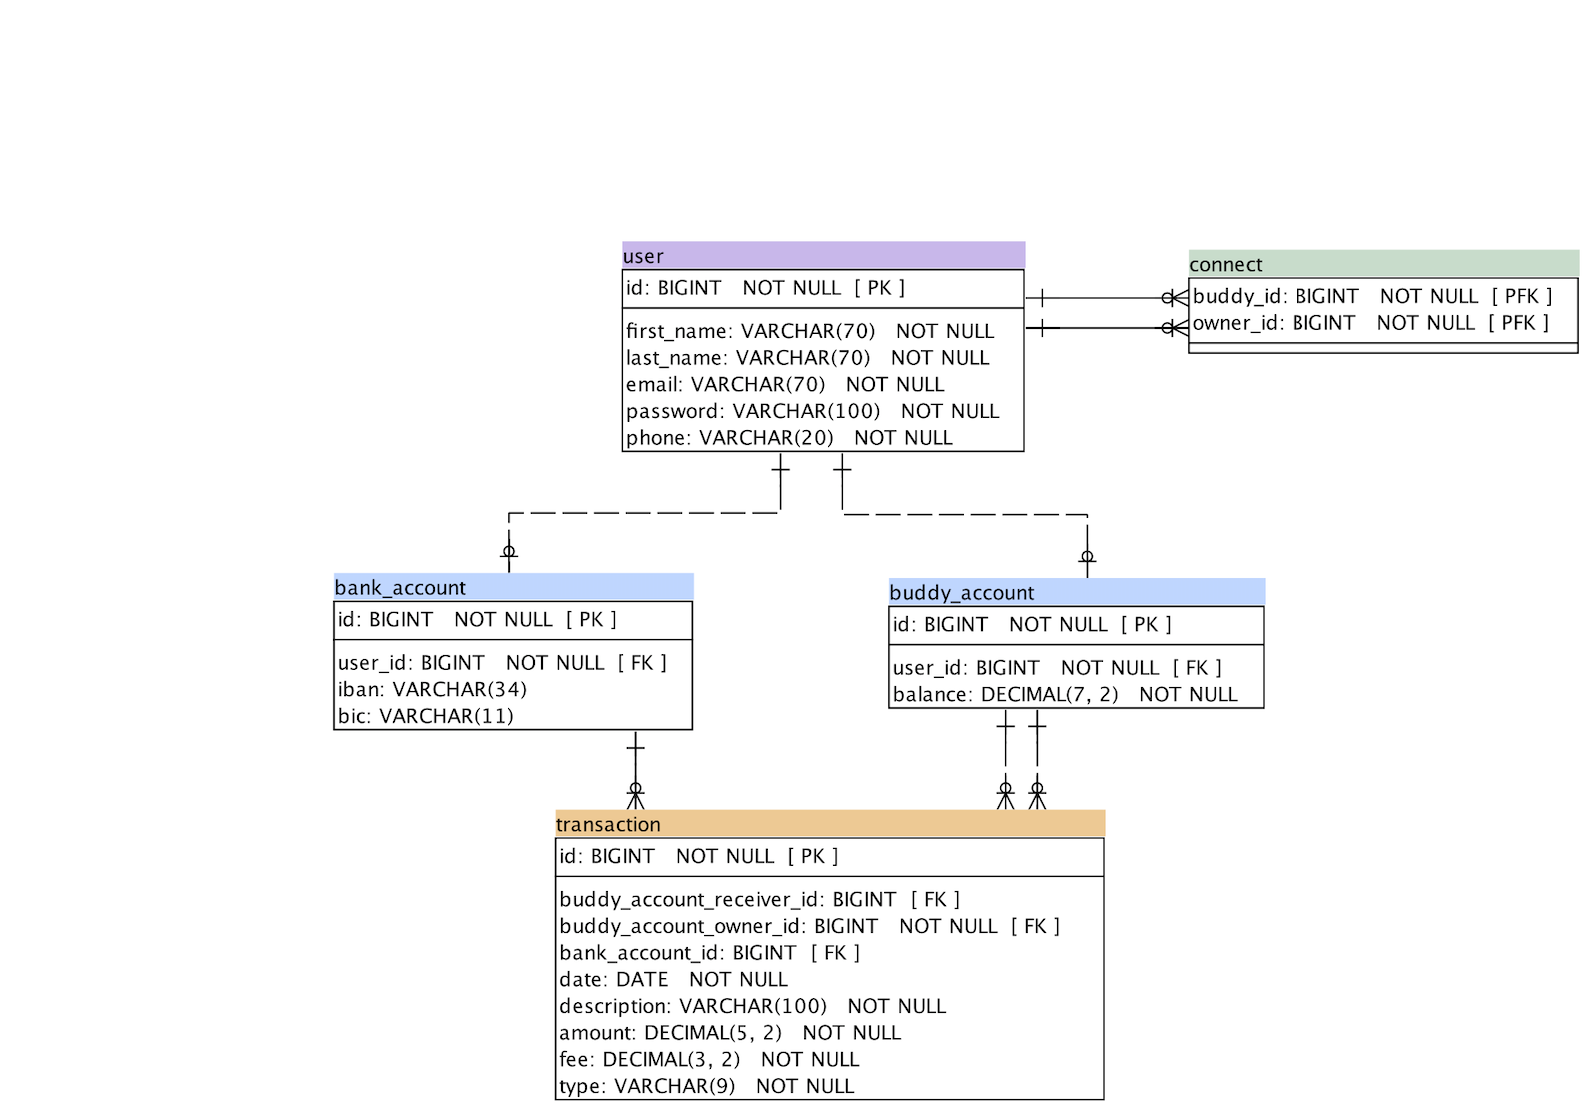 user
id: BIGINT NOT NULL [ PK ]
first_name: VARCHAR(70) NOT NULL
last_name: VARCHAR(70) NOT NULL
email: VARCHAR(70) NOT NULL
password: VARCHAR(100) NOT NULL
phone: VARCHAR(20) NOT NULL
connect
buddy_id: BIGINT NOT NULL [ PFK ]
owner_id: BIGINT NOT NULL [ PFK ]
bank_account
id: BIGINT NOT NULL [ PK ]
user_id: BIGINT NOT NULL [ FK ]
iban: VARCHAR(34)
bic: VARCHAR(11)
buddy_account
id: BIGINT NOT NULL [ PK ]
user_id: BIGINT NOT NULL [ FK ]
balance: DECIMAL(7, 2) NOT NULL
transaction
id: BIGINT NOT NULL [ PK ]
buddy_account_receiver_id: BIGINT [ FK ]
buddy_account_owner_id: BIGINT NOT NULL [ FK ]
bank_account_id: BIGINT [ FK ]
date: DATE NOT NULL
description: VARCHAR(100) NOT NULL
amount: DECIMAL(5, 2) NOT NULL
fee: DECIMAL(3, 2) NOT NULL
type: VARCHAR(9) NOT NULL